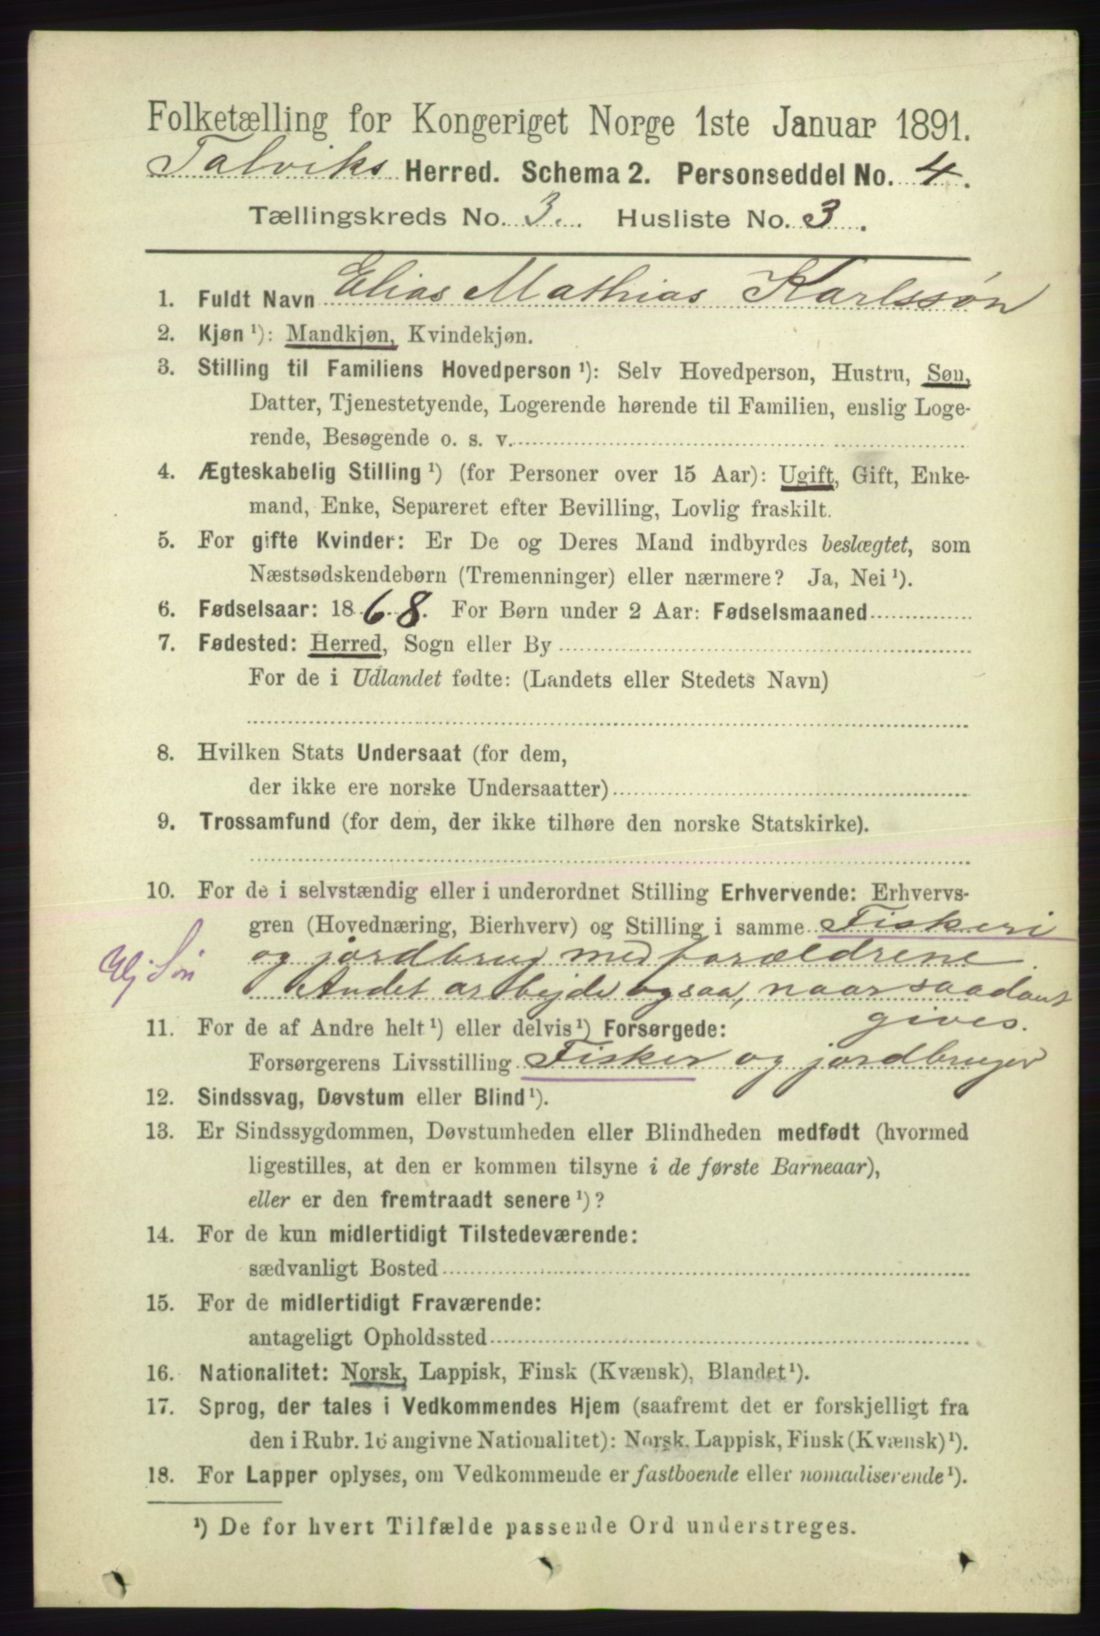 Folketælling for Kongeriget Norge 1ste Januar 1891.
Talviks Herred. Schema 2. Personseddel No. 4.
Tællingskreds No. 3. Husliste No. 3.
1. Fuldt Navn Elias Mathias Karlssøn
2. Kjøn ¹): Mandkjøn, Kvindekjøn.
3. Stilling til Familiens Hovedperson ¹): Selv Hovedperson, Hustru, Søn,
Datter, Tjenestetyende, Logerende hørende til Familien, enslig Loge-
rende, Besøgende o. s. v.
4. Ægteskabelig Stilling ¹) (for Personer over 15 Aar): Ugift, Gift, Enke-
mand, Enke, Separeret efter Bevilling, Lovlig fraskilt.
5. For gifte Kvinder: Er De og Deres Mand indbyrdes beslægtet, som
Næstsødskendebørn (Tremenninger) eller nærmere? Ja, Nei ¹).
6. Fødselsaar: 1868. For Børn under 2 Aar: Fødselsmaaned
7. Fødested: Herred, Sogn eller By
For de i Udlandet fødte: (Landets eller Stedets Navn)
8. Hvilken Stats Undersaat (for dem,
der ikke ere norske Undersaatter)
9. Trossamfund (for dem, der ikke tilhøre den norske Statskirke).
10. For de i selvstændig eller i underordnet Stilling Erhvervende: Erhvervs-
gren (Hovednæring, Bierhverv) og Stilling i samme Fiskeri
og jordbrug med forældrene.
Andet arbejde ogsaa, naar saadant
gives.
11. For de af Andre helt ¹) eller delvis ¹) Forsørgede:
Forsørgerens Livsstilling Fisker og jordbruger
12. Sindssvag, Døvstum eller Blind ¹).
13. Er Sindssygdommen, Døvstumheden eller Blindheden medfødt (hvormed
ligestilles, at den er kommen tilsyne i de første Barneaar),
eller er den fremtraadt senere ¹)?
14. For de kun midlertidigt Tilstedeværende:
sædvanligt Bosted
15. For de midlertidigt Fraværende:
antageligt Opholdssted
16. Nationalitet: Norsk, Lappisk, Finsk (Kvænsk), Blandet ¹).
17. Sprog, der tales i Vedkommendes Hjem (saafremt det er forskjelligt fra
den i Rubr. 16 angivne Nationalitet): Norsk, Lappisk, Finsk (Kvænsk) ¹).
18. For Lapper oplyses, om Vedkommende er fastboende eller nomadiserende ¹).
¹) De for hvert Tilfælde passende Ord understreges.